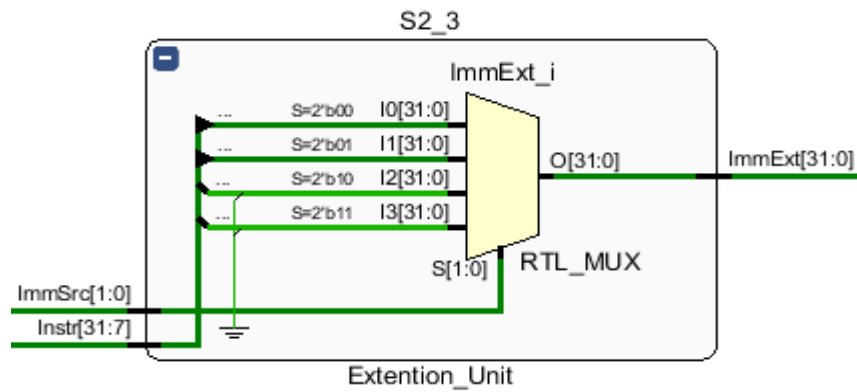 S2_3
ImmExt_i
... S=2'b00 I0[31:0]
... S=2'b01 I1[31:0]
... S=2'b10 I2[31:0]
... S=2'b11 I3[31:0]
O[31:0]
ImmExt[31:0]
S[1:0]
RTL_MUX
ImmSrc[1:0]
Instr[31:7]
Extention_Unit